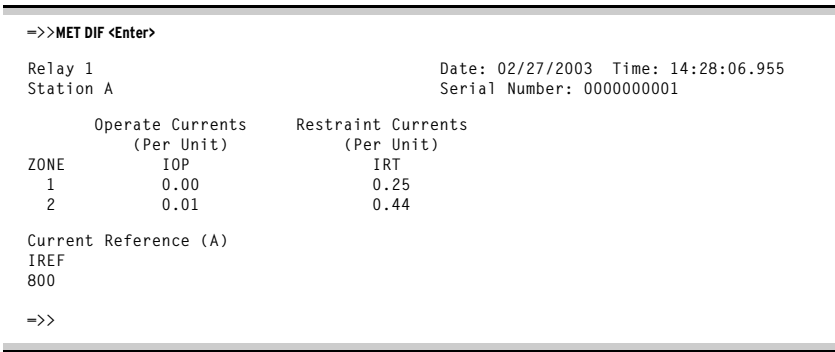 =>>MET DIF <Enter>
Relay 1 Date: 02/27/2003 Time: 14:28:06.955
Station A Serial Number: 0000000001
Operate Currents Restraint Currents
(Per Unit) (Per Unit)
ZONE IOP IRT
1 0.00 0.25
2 0.01 0.44
Current Reference (A)
IREF
800
=>>